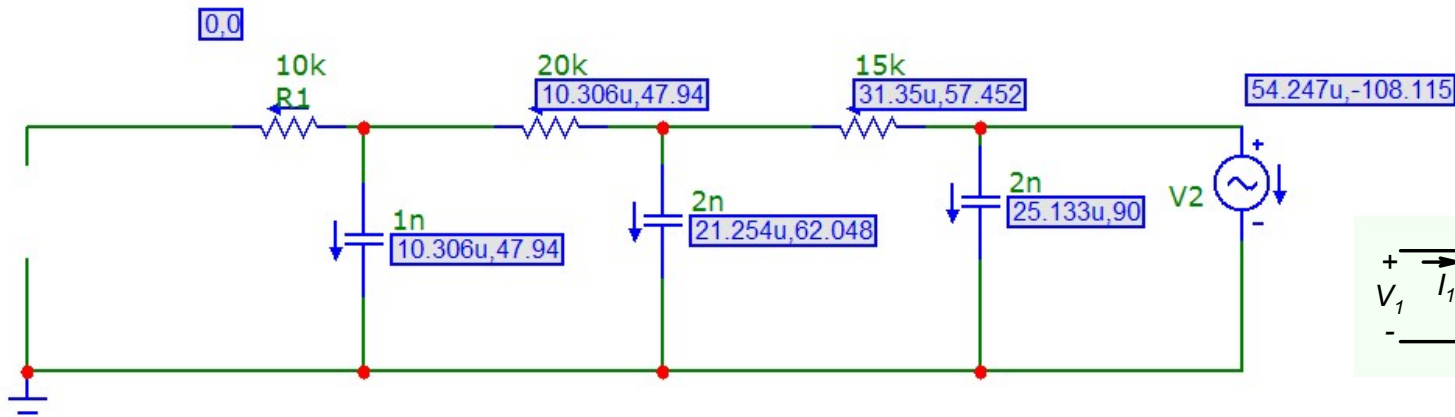 0,0
10k
R1
20k
10.306u,47.94
15k
31.35u,57.452
54.247u,-108.115
1n
10.306u,47.94
2n
21.254u,62.048
2n
25.133u,90
V2
+
-
+
V1
I1
-